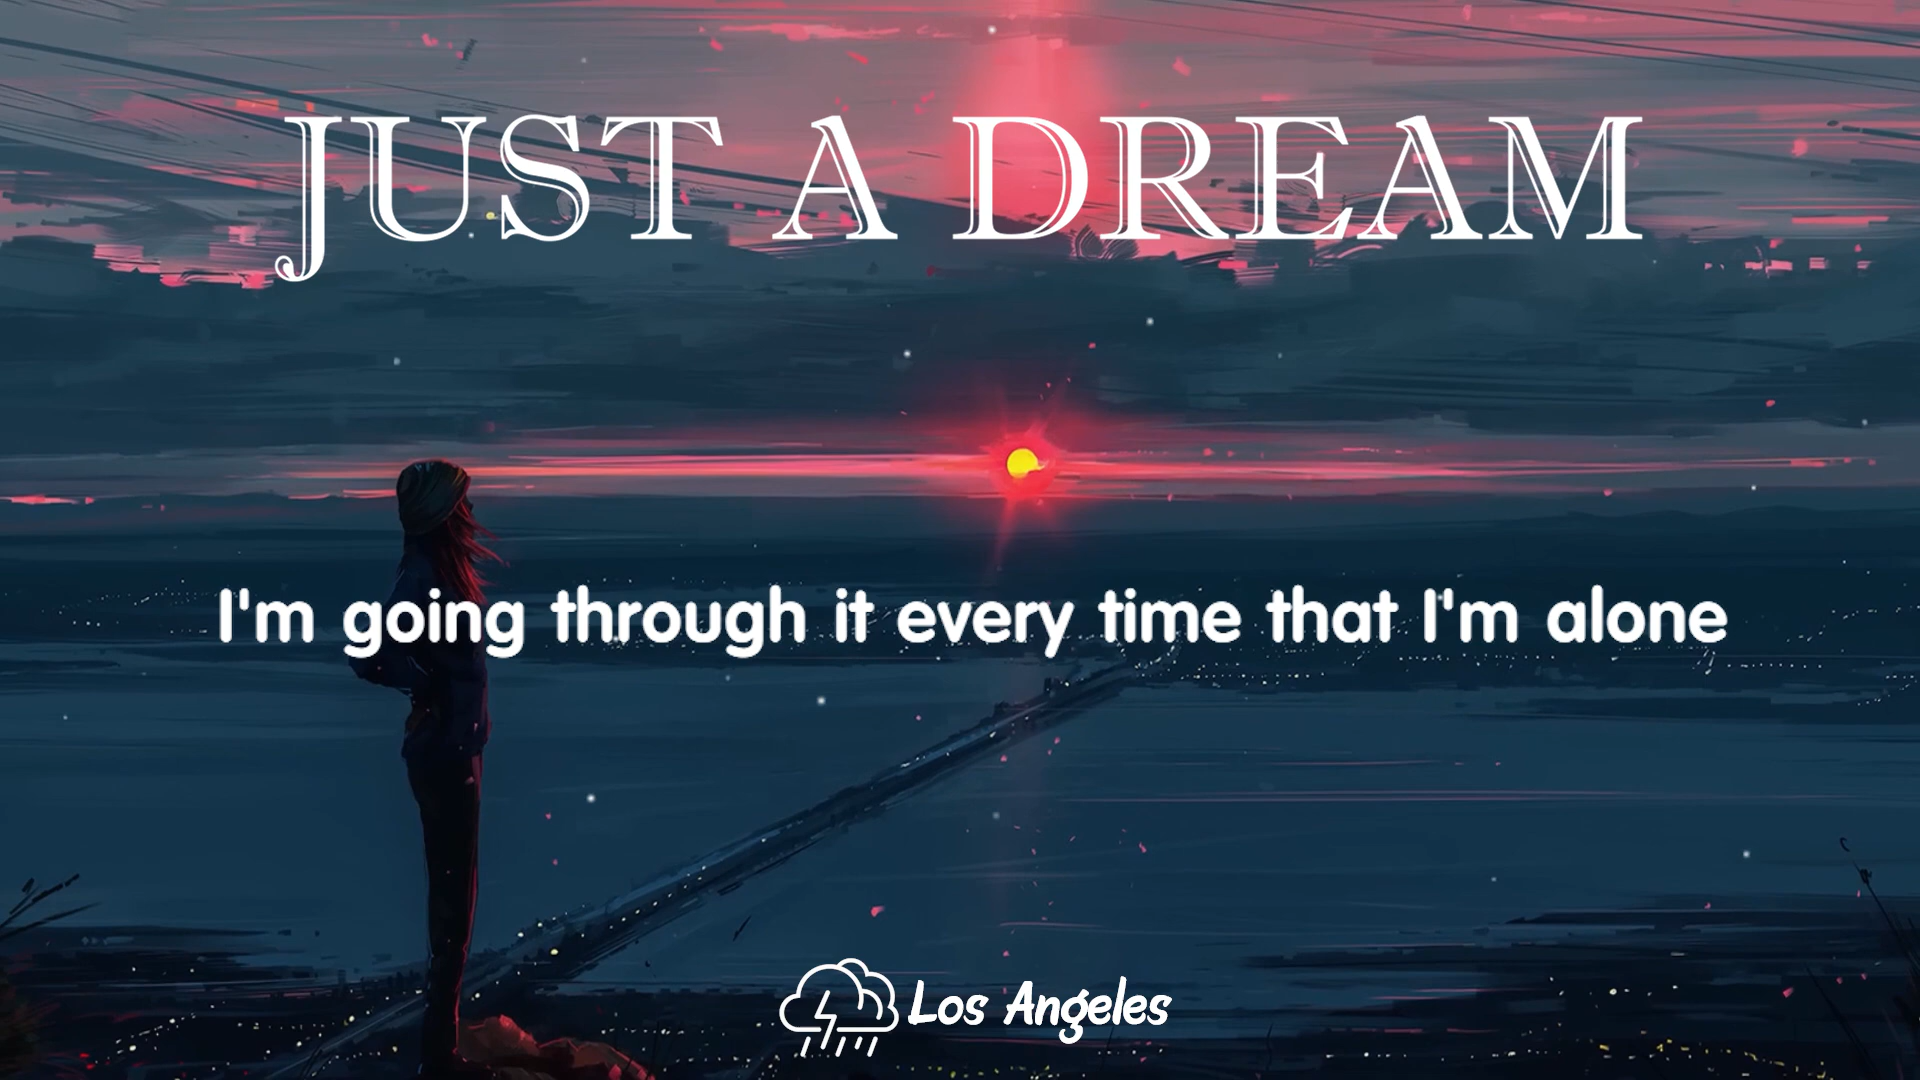 JUST A DREAM
I'm going through it every time that I'm alone
Los Angeles